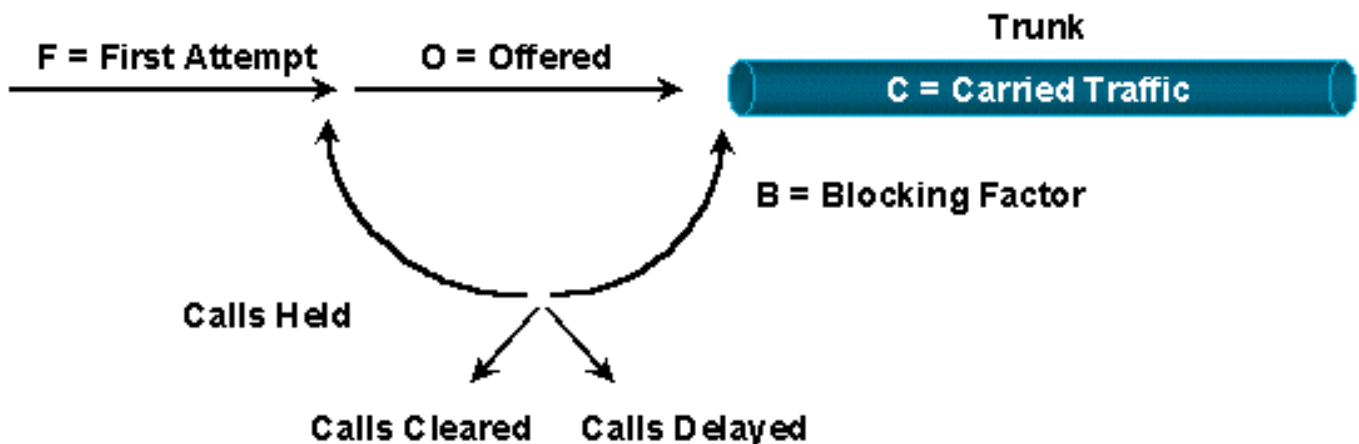 F = First Attempt
O = Offered
Trunk
C = Carried Traffic
B = Blocking Factor
Calls Held
Calls Cleared
Calls Delayed